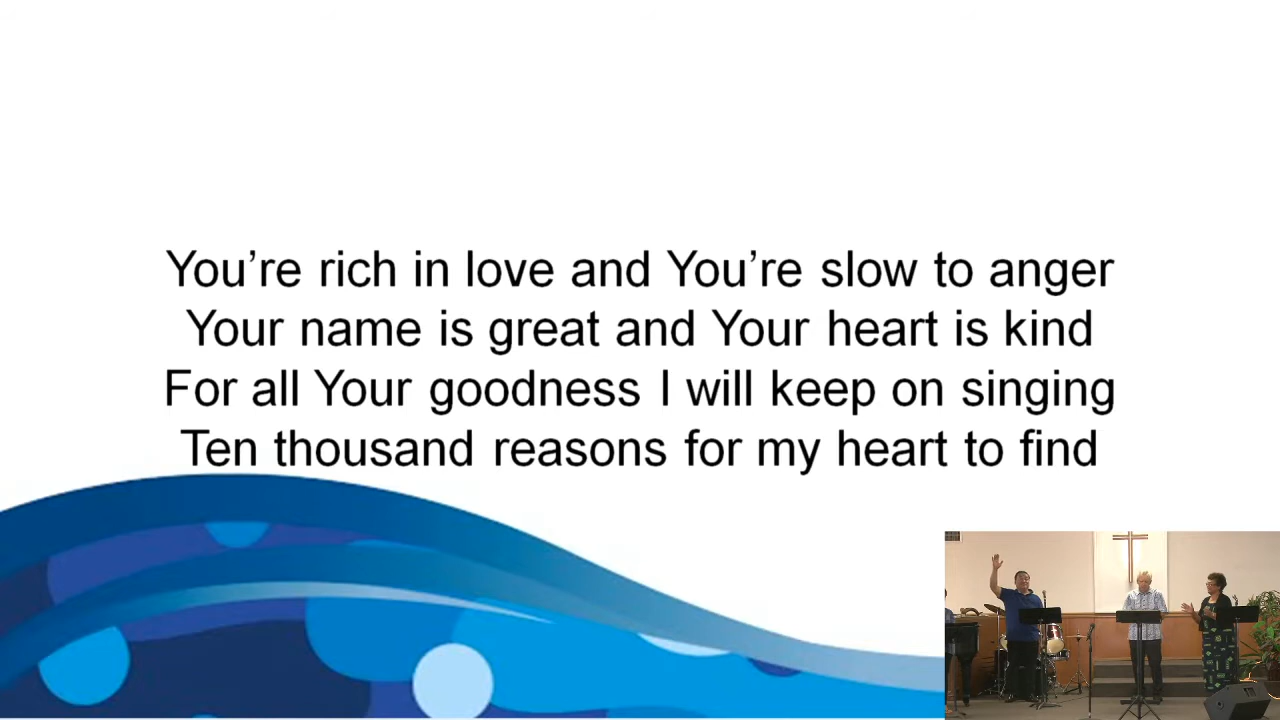 You’re rich in love and You’re slow to anger
Your name is great and Your heart is kind
For all Your goodness I will keep on singing
Ten thousand reasons for my heart to find